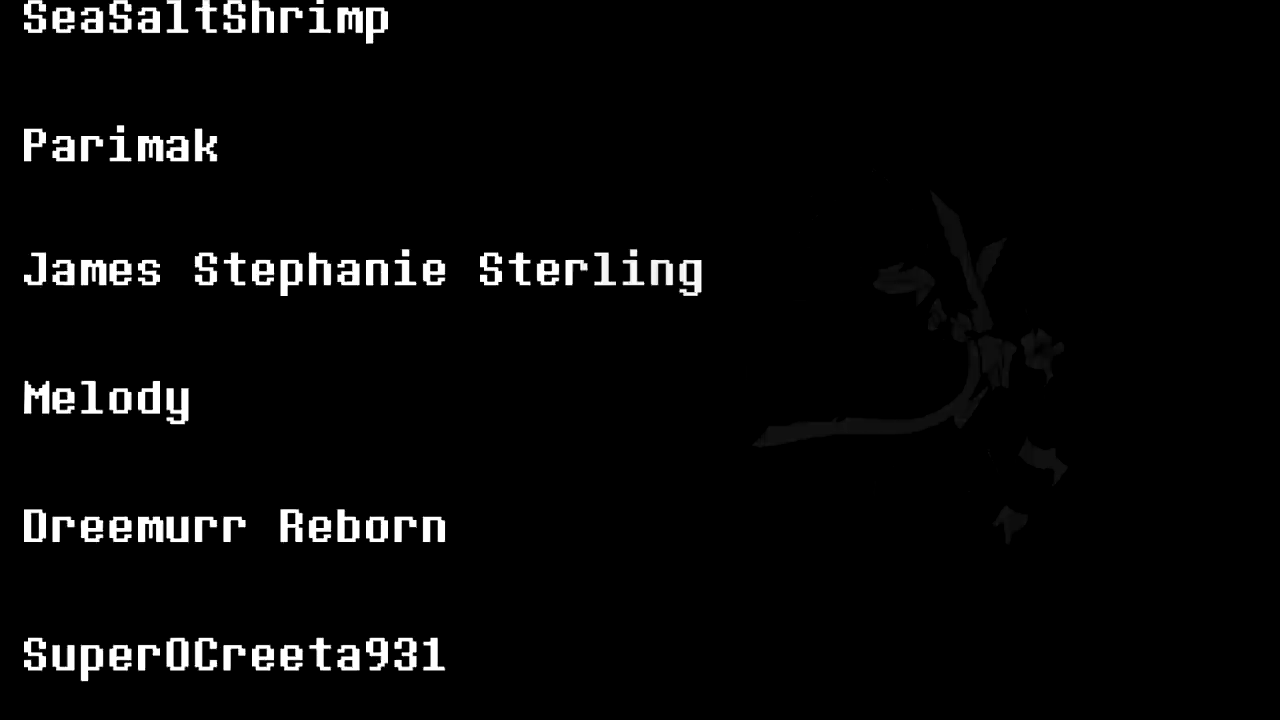 SeaSaltShrimp
Parimak
James Stephanie Sterling
Melody
Dreemurr Reborn
SuperOCreeta931